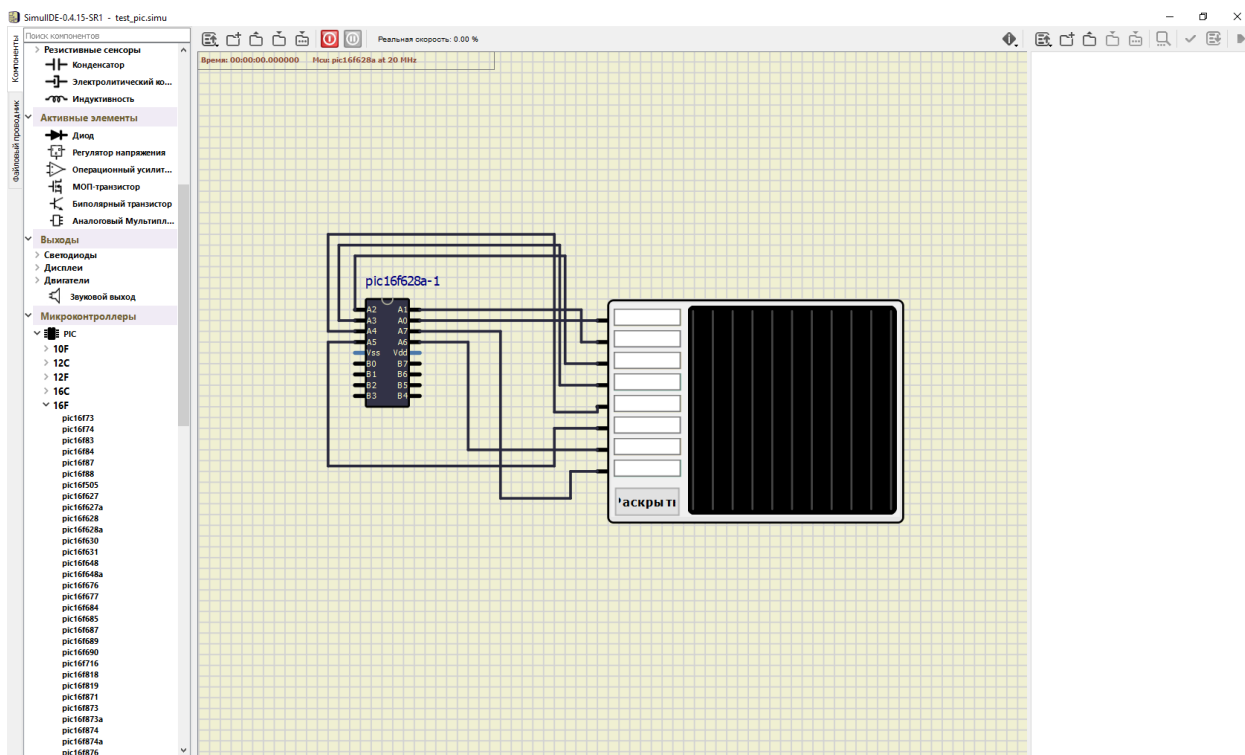 SimulIDE-0.4.15-SR1 - test_pic.simu
Компоненты
Файловый проводник
Поиск компонентов
Резистивные сенсоры
Конденсатор
Электролитический ко...
Индуктивность
Активные элементы
Диод
Регулятор напряжения
Операционный усилит...
МОП-транзистор
Биполярный транзистор
Аналоговый Мультипл...
Выходы
Светодиоды
Дисплеи
Двигатели
Звуковой выход
Микроконтроллеры
PIC
10F
12C
12F
16C
16F
pic16f73
pic16f74
pic16f83
pic16f84
pic16f87
pic16f88
pic16f505
pic16f627
pic16f627a
pic16f628
pic16f628a
pic16f630
pic16f631
pic16f648
pic16f648a
pic16f676
pic16f677
pic16f684
pic16f685
pic16f687
pic16f689
pic16f690
pic16f716
pic16f818
pic16f819
pic16f871
pic16f873
pic16f873a
pic16f874
pic16f874a
pic16f876
Реальная скорость: 0.00 %
Время: 00:00:00.000000 Mcu: pic16f628a at 20 MHz
pic16f628a-1
A2 A1
A3 A0
A4 A7
A5 A6
Vss Vdd
B0 B7
B1 B6
B2 B5
B3 B4
Раскрыти